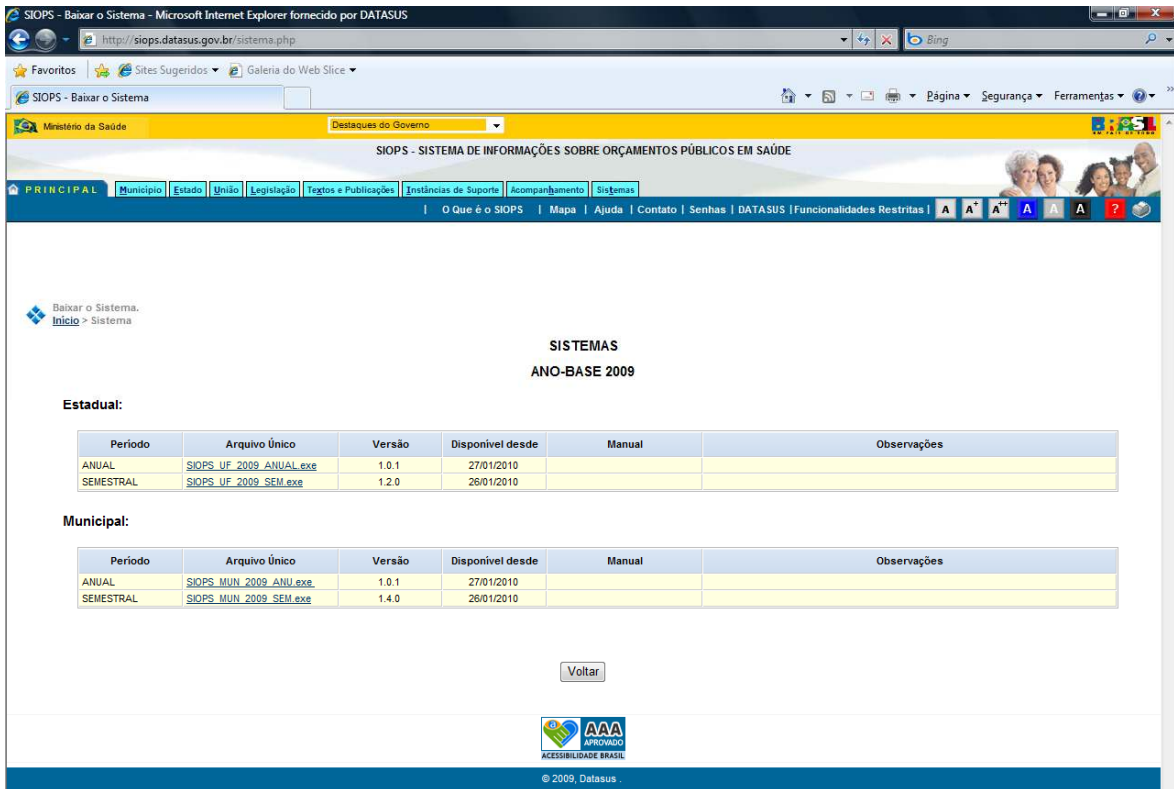 SIOPS - Baixar o Sistema - Microsoft Internet Explorer fornecido por DATASUS
http://siops.datasus.gov.br/sistema.php
Bing
Favoritos Sites Sugeridos Galeria do Web Slice
SIOPS - Baixar o Sistema
Página Segurança Ferramentas
Ministério da Saúde Destaques do Governo BRASIL
SIOPS - SISTEMA DE INFORMAÇÕES SOBRE ORÇAMENTOS PÚBLICOS EM SAÚDE
PRINCIPAL Município Estado União Legislação Textos e Publicações Instâncias de Suporte Acompanhamento Sistemas
| O Que é o SIOPS | Mapa | Ajuda | Contato | Senhas | DATASUS |Funcionalidades Restritas | A A+ A++ A A A ?
Baixar o Sistema.
Início > Sistema
SISTEMAS
ANO-BASE 2009
Estadual:
Período Arquivo Único Versão Disponível desde Manual Observações
ANUAL SIOPS_UF_2009_ANUAL.exe 1.0.1 27/01/2010
SEMESTRAL SIOPS_UF_2009_SEM.exe 1.2.0 26/01/2010
Municipal:
Período Arquivo Único Versão Disponível desde Manual Observações
ANUAL SIOPS_MUN_2009_ANU.exe 1.0.1 27/01/2010
SEMESTRAL SIOPS_MUN_2009_SEM.exe 1.4.0 26/01/2010
Voltar
AAA
APROVADO
ACESSIBILIDADE BRASIL
© 2009, Datasus .